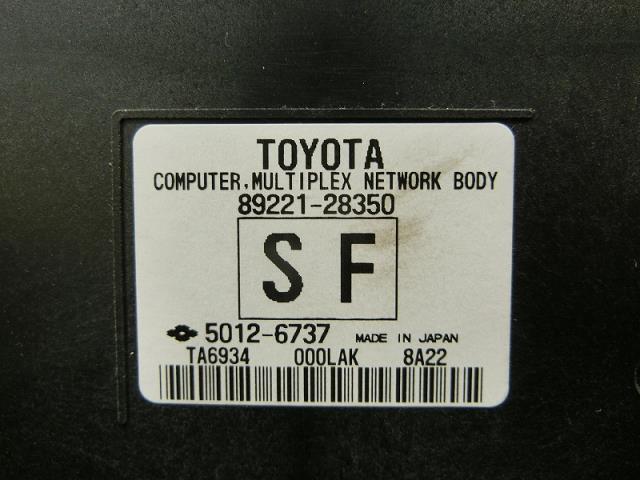 TOYOTA
COMPUTER,MULTIPLEX NETWORK BODY
89221-28350
S F
5012-6737 MADE IN JAPAN
TA6934 000LAK 8A22